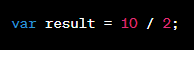 var result = 10 / 2;